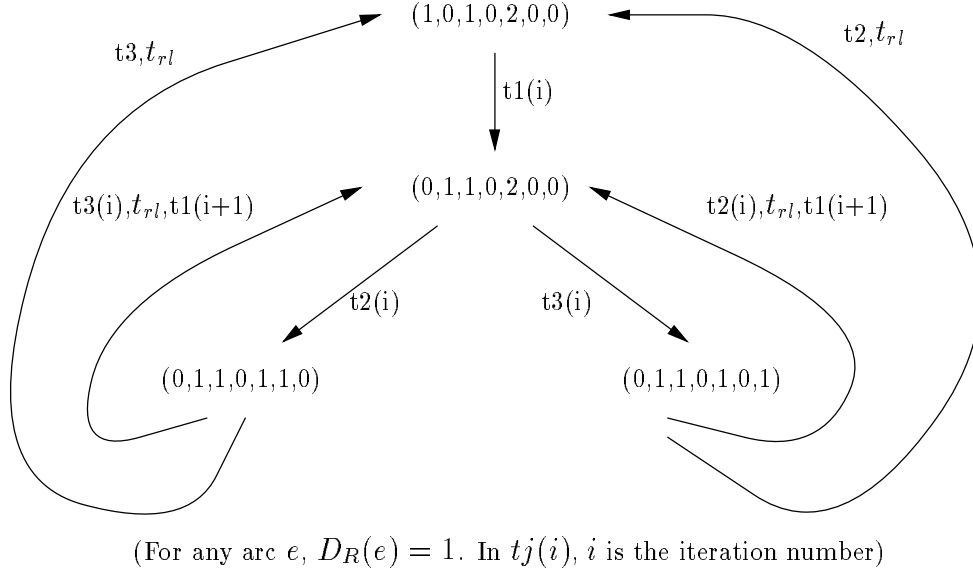 (1,0,1,0,2,0,0)
t3,t_{rl}
t2,t_{rl}
t1(i)
(0,1,1,0,2,0,0)
t3(i),t_{rl},t1(i+1)
t2(i),t_{rl},t1(i+1)
t2(i)
t3(i)
(0,1,1,0,1,1,0)
(0,1,1,0,1,0,1)
(For any arc e, D_R(e) = 1. In tj(i), i is the iteration number)